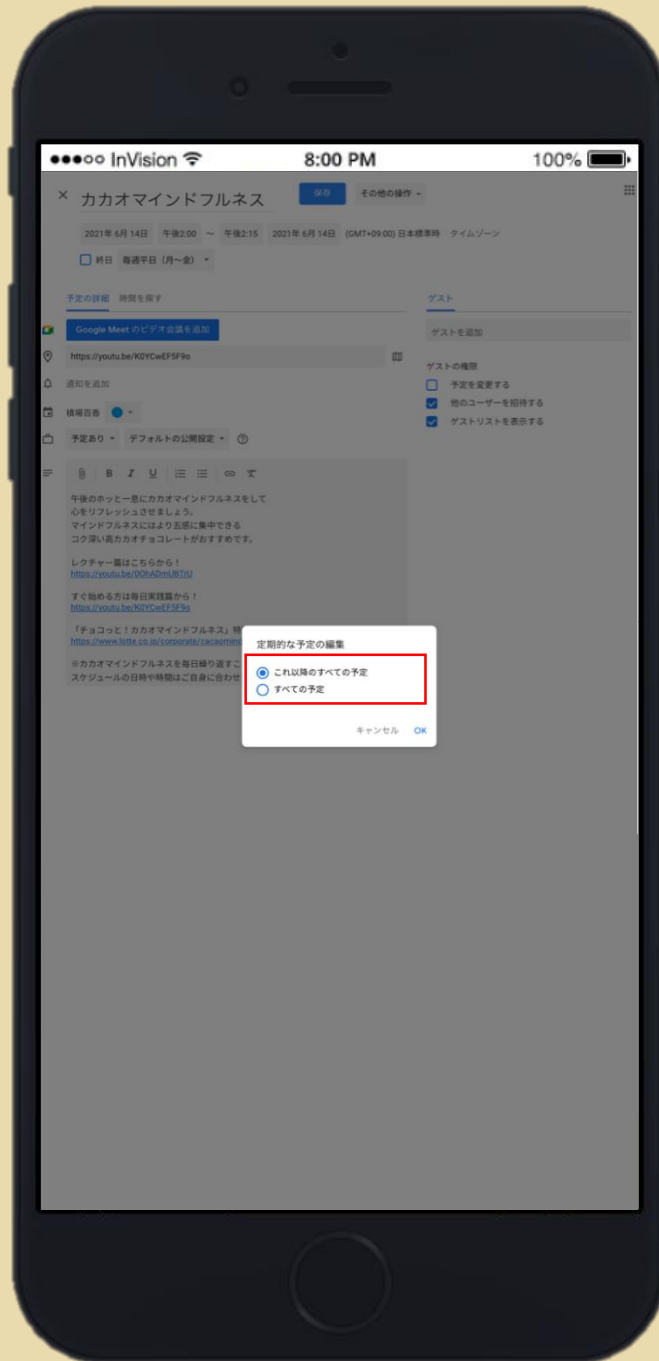 InVision
8:00 PM
100%
カカオマインドフルネス
保存
その他の操作
2021年 6月 14日 午後2:00 ～ 午後2:15 2021年 6月 14日 (GMT+09:00) 日本標準時 タイムゾーン
終日 毎週平日（月～金）
予定の詳細 時間を探す
Google Meet のビデオ会議を追加
https://youtu.be/K0YCwEF5F9o
通知を追加
予定あり デフォルトの公開設定
B I U
午後のホッと一息にカカオマインドフルネスをして
心をリフレッシュさせましょう。
マインドフルネスにはより五感に集中できる
コク深い高カカオチョコレートがおすすめです。
レクチャー篇はこちらから！
すぐ始める方は毎日実践篇から！
https://youtu.be/K0YCwEF5F9o
「チョコっと！カカオマインドフルネス」特
https://www.lotte.co.jp/corporate/cacaomind
※カカオマインドフルネスを毎日繰り返すこ
スケジュールの日時や時間はご自身に合わせ
ゲスト
ゲストを追加
ゲストの権限
予定を変更する
他のユーザーを招待する
ゲストリストを表示する
定期的な予定の編集
これ以降のすべての予定
すべての予定
キャンセル OK